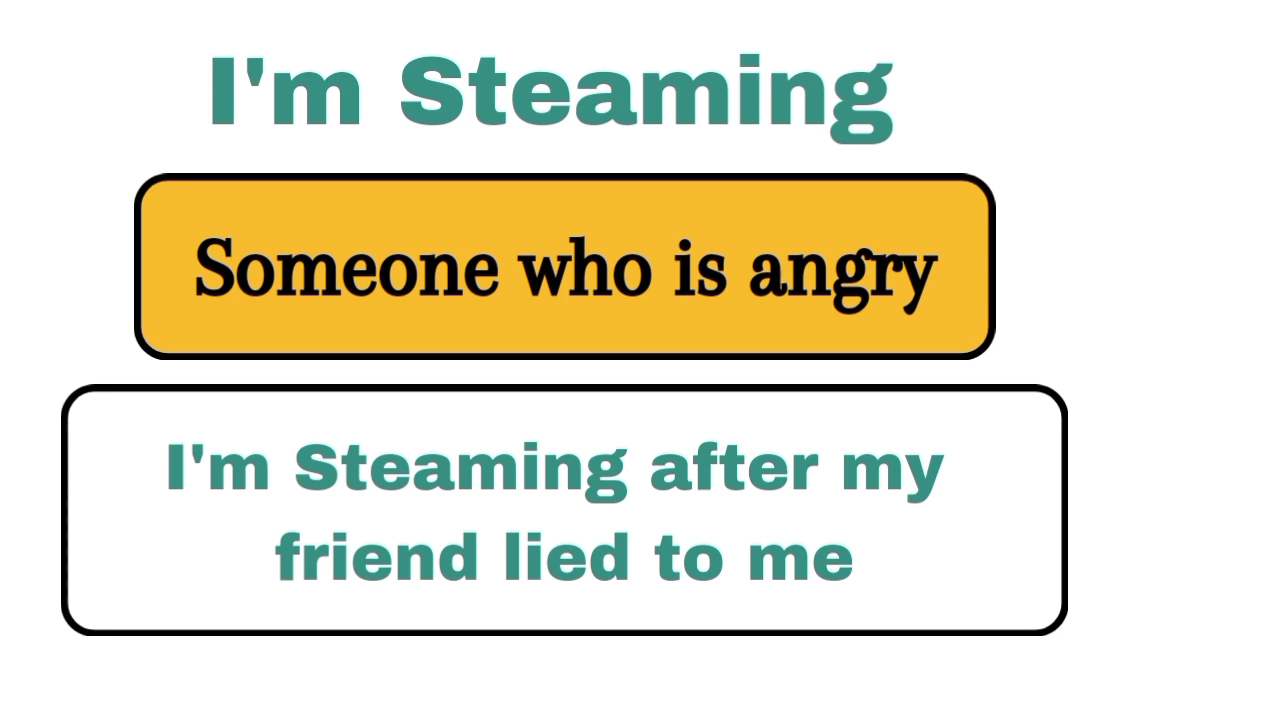 I'm Steaming
Someone who is angry
I'm Steaming after my
friend lied to me